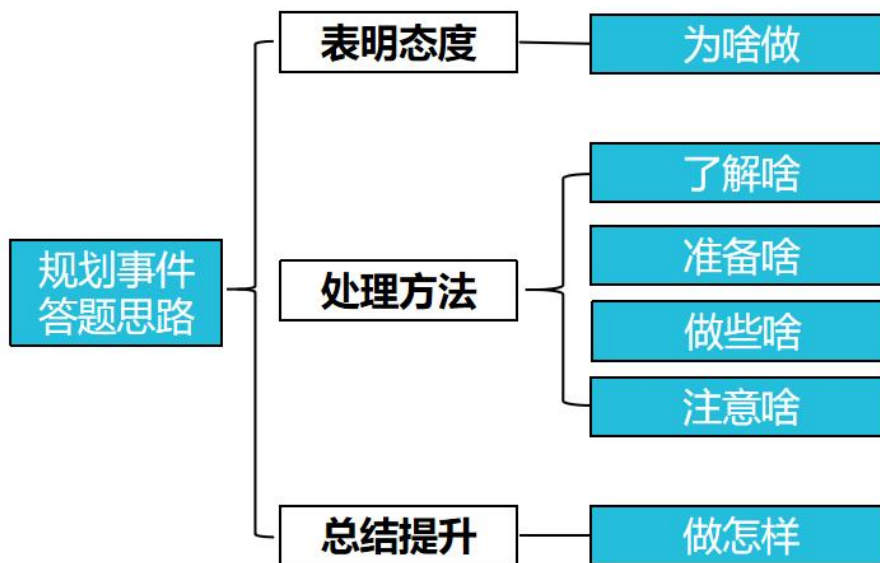 规划事件
答题思路
表明态度
为啥做
处理方法
了解啥
准备啥
做些啥
注意啥
总结提升
做怎样